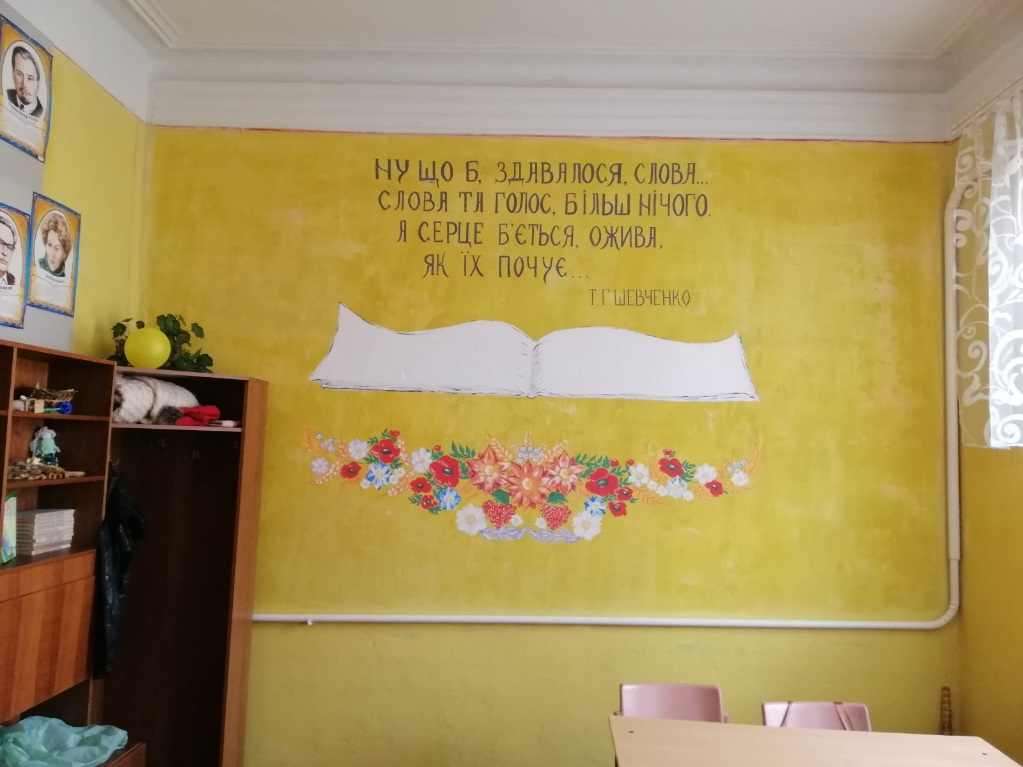 НУ ЩО Б, ЗДАВАЛОСЯ, СЛОВА...
СЛОВА ТА ГОЛОС, БІЛЬШ НІЧОГО.
А СЕРЦЕ Б'ЄТЬСЯ, ОЖИВА,
ЯК ЇХ ПОЧУЄ...
Т.Г. ШЕВЧЕНКО